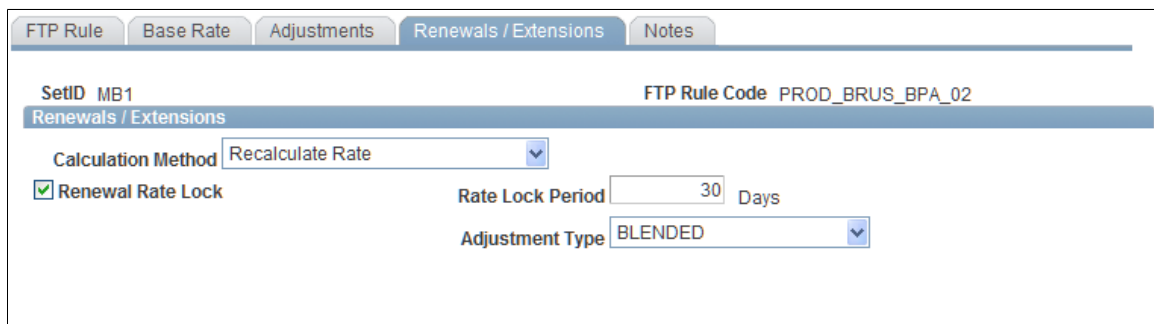 FTP Rule Base Rate Adjustments Renewals / Extensions Notes
SetID MB1 FTP Rule Code PROD_BRUS_BPA_02
Renewals / Extensions
Calculation Method Recalculate Rate
Renewal Rate Lock Rate Lock Period 30 Days
Adjustment Type BLENDED